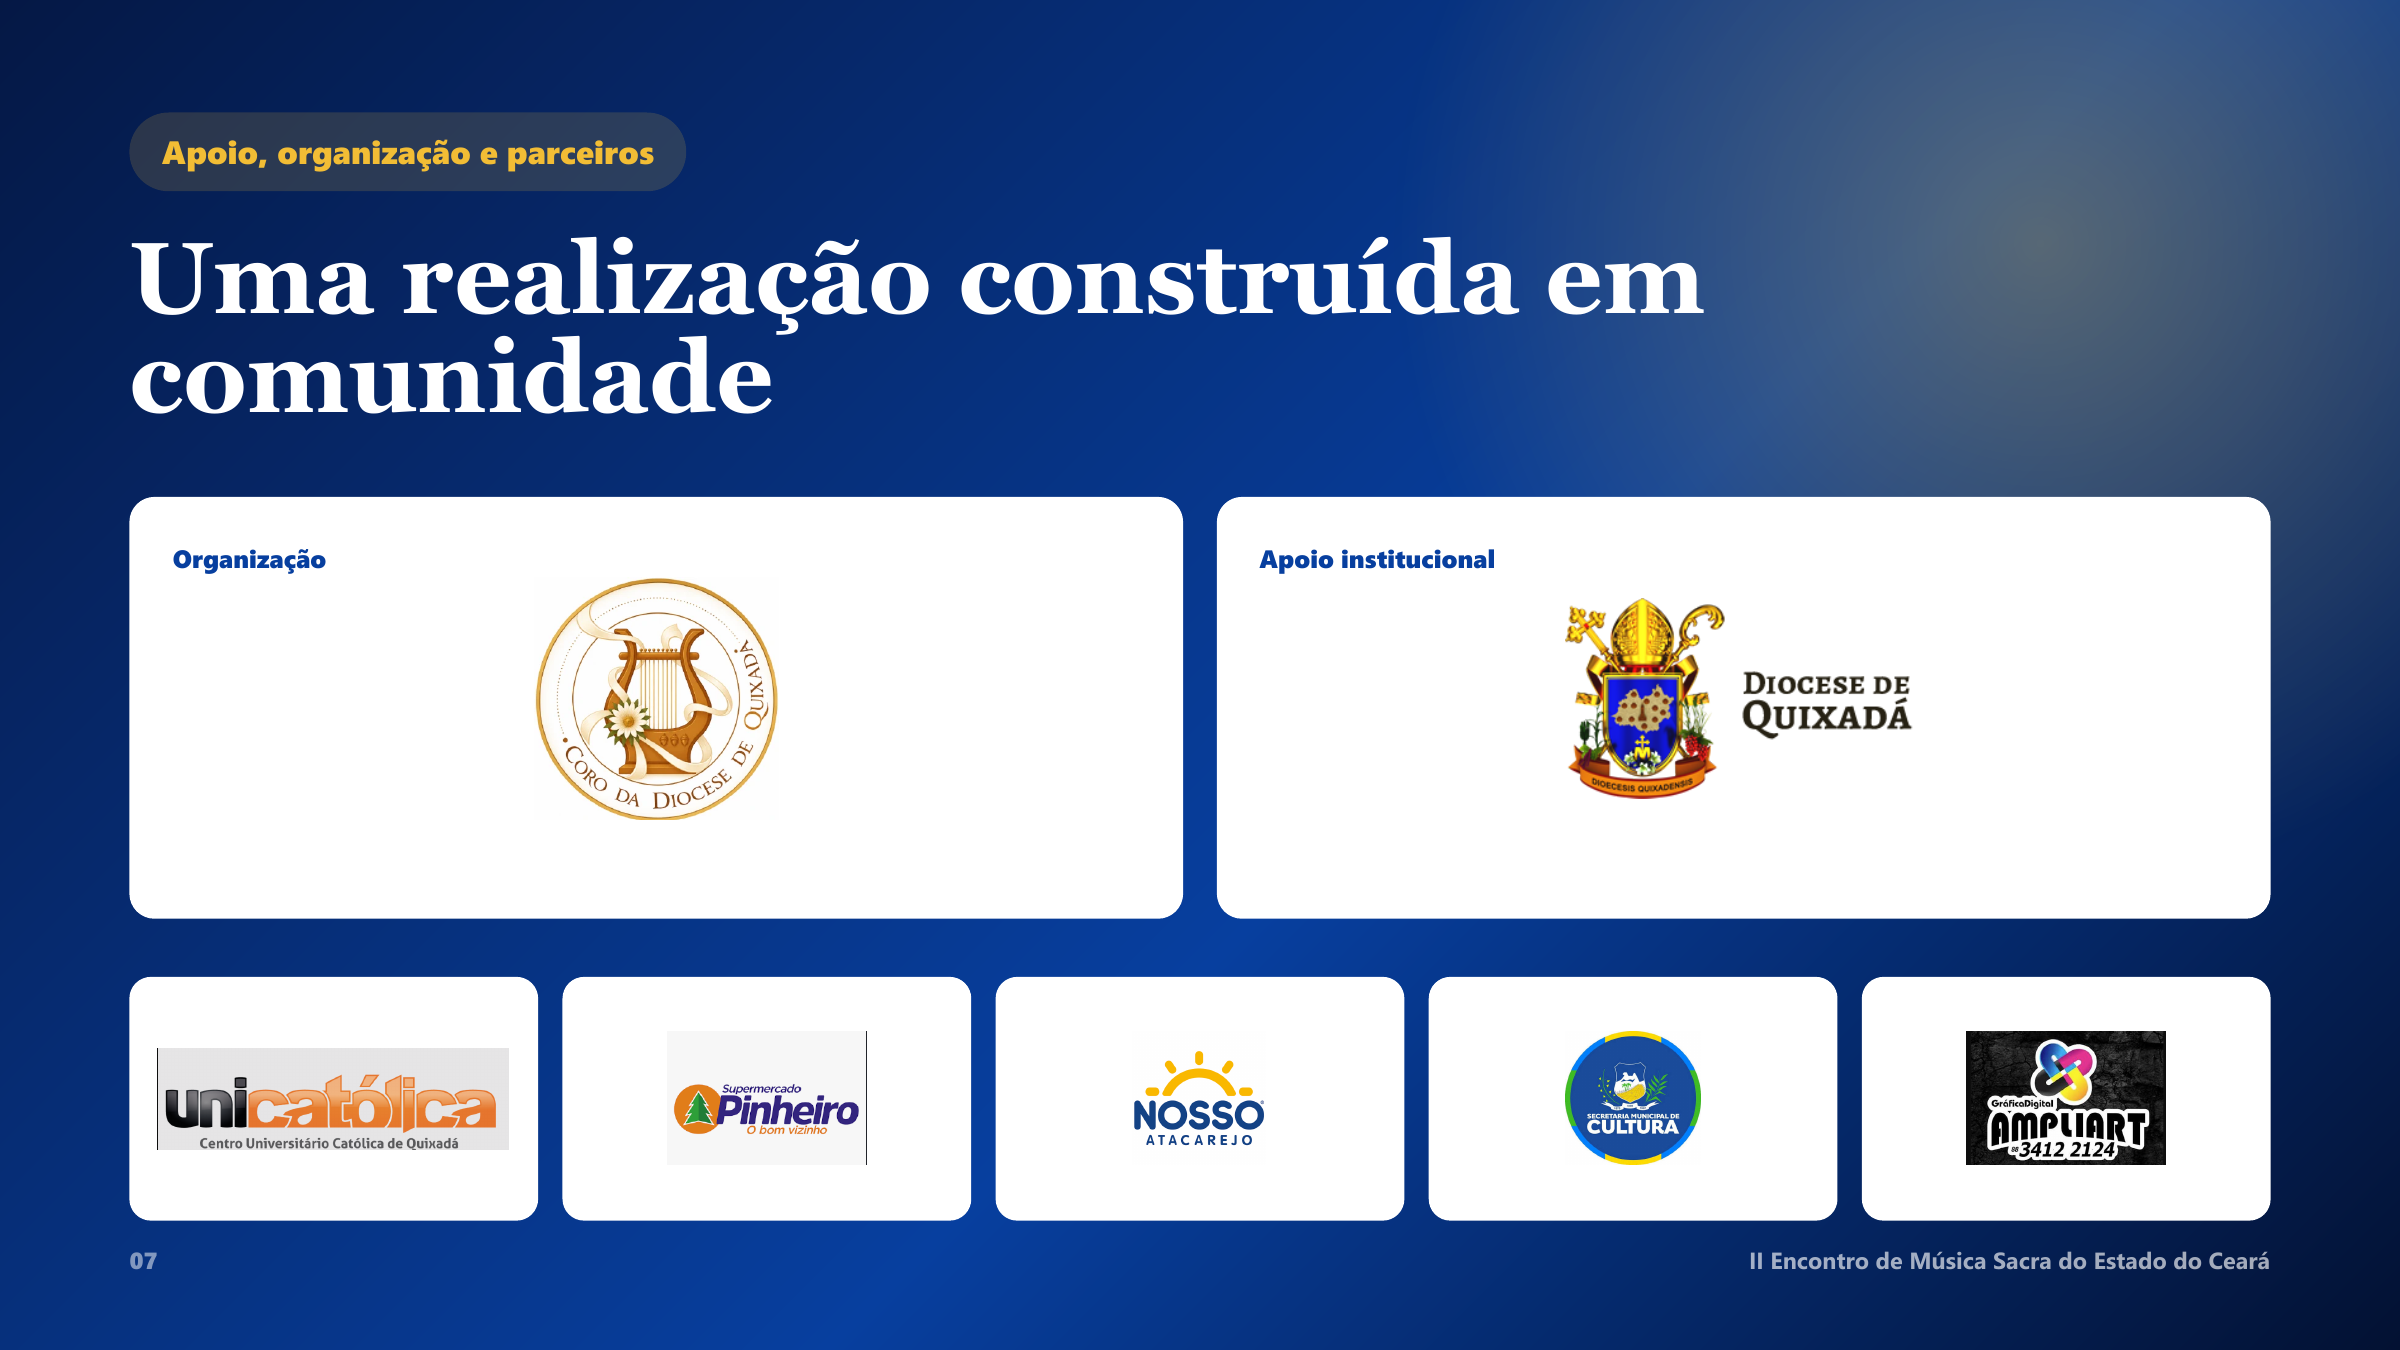 Apoio, organização e parceiros
Uma realização construída em
comunidade
Organização
CORO DA DIOCESE DE QUIXADÁ
Apoio institucional
DIOCESE DE
QUIXADÁ
DIOECESIS QUIXADENSIS
unicatólica
Centro Universitário Católica de Quixadá
Supermercado
Pinheiro
O bom vizinho
NOSSO
ATACAREJO
SECRETARIA MUNICIPAL DE
CULTURA
GráficaDigital
AMPLIART
88 3412 2124
07
II Encontro de Música Sacra do Estado do Ceará